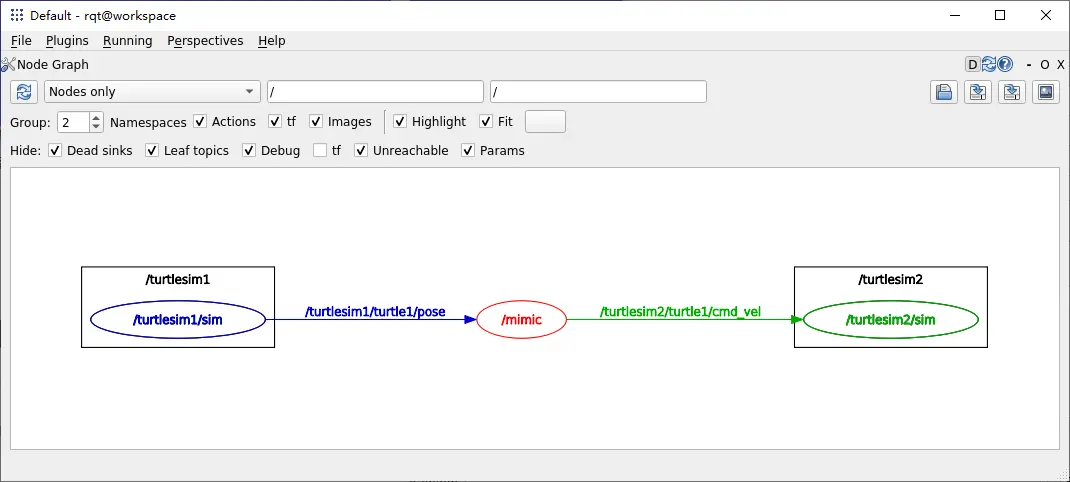 Default - rqt@workspace
File Plugins Running Perspectives Help
Node Graph
D - O X
Nodes only / /
Group: 2 Namespaces Actions tf Images Highlight Fit
Hide: Dead sinks Leaf topics Debug tf Unreachable Params
/turtlesim1 /turtlesim2
/turtlesim1/sim /turtlesim1/turtle1/pose /mimic /turtlesim2/turtle1/cmd_vel /turtlesim2/sim